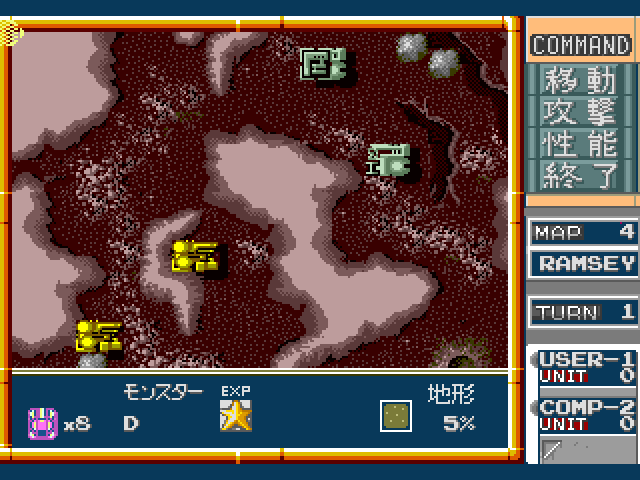 COMMAND
移動
攻撃
性能
終了
MAP 4
RAMSEY
TURN 1
USER-1
UNIT 0
COMP-2
UNIT 0
モンスター EXP 地形
x8 D 5%